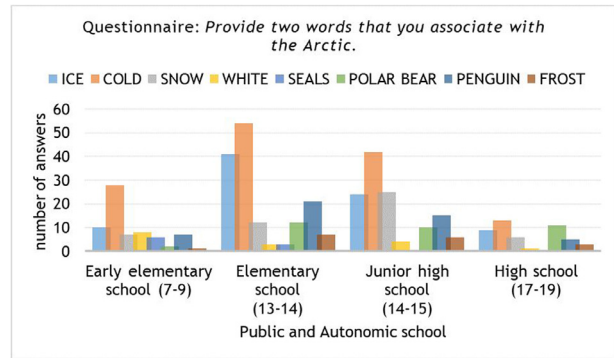 Questionnaire: Provide two words that you associate with
the Arctic.
ICE COLD SNOW WHITE SEALS POLAR BEAR PENGUIN FROST
number of answers
60
50
40
30
20
10
0
Early elementary
school (7-9)
Elementary
school
(13-14)
Junior high
school
(14-15)
High school
(17-19)
Public and Autonomic school